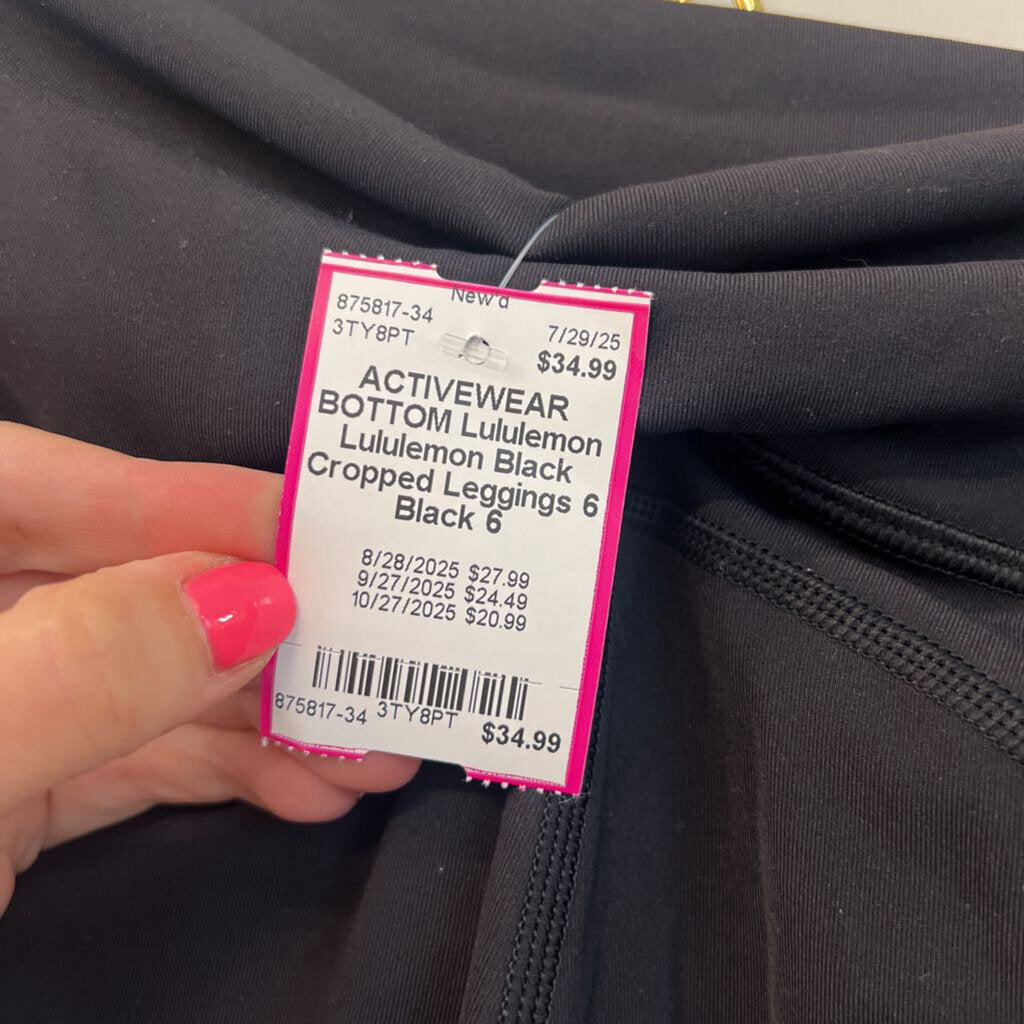 New'd
875817-34
3TY8PT
7/29/25
$34.99
ACTIVEWEAR
BOTTOM Lululemon
Lululemon Black
Cropped Leggings 6
Black 6
8/28/2025 $27.99
9/27/2025 $24.49
10/27/2025 $20.99
875817-34 3TY8PT $34.99